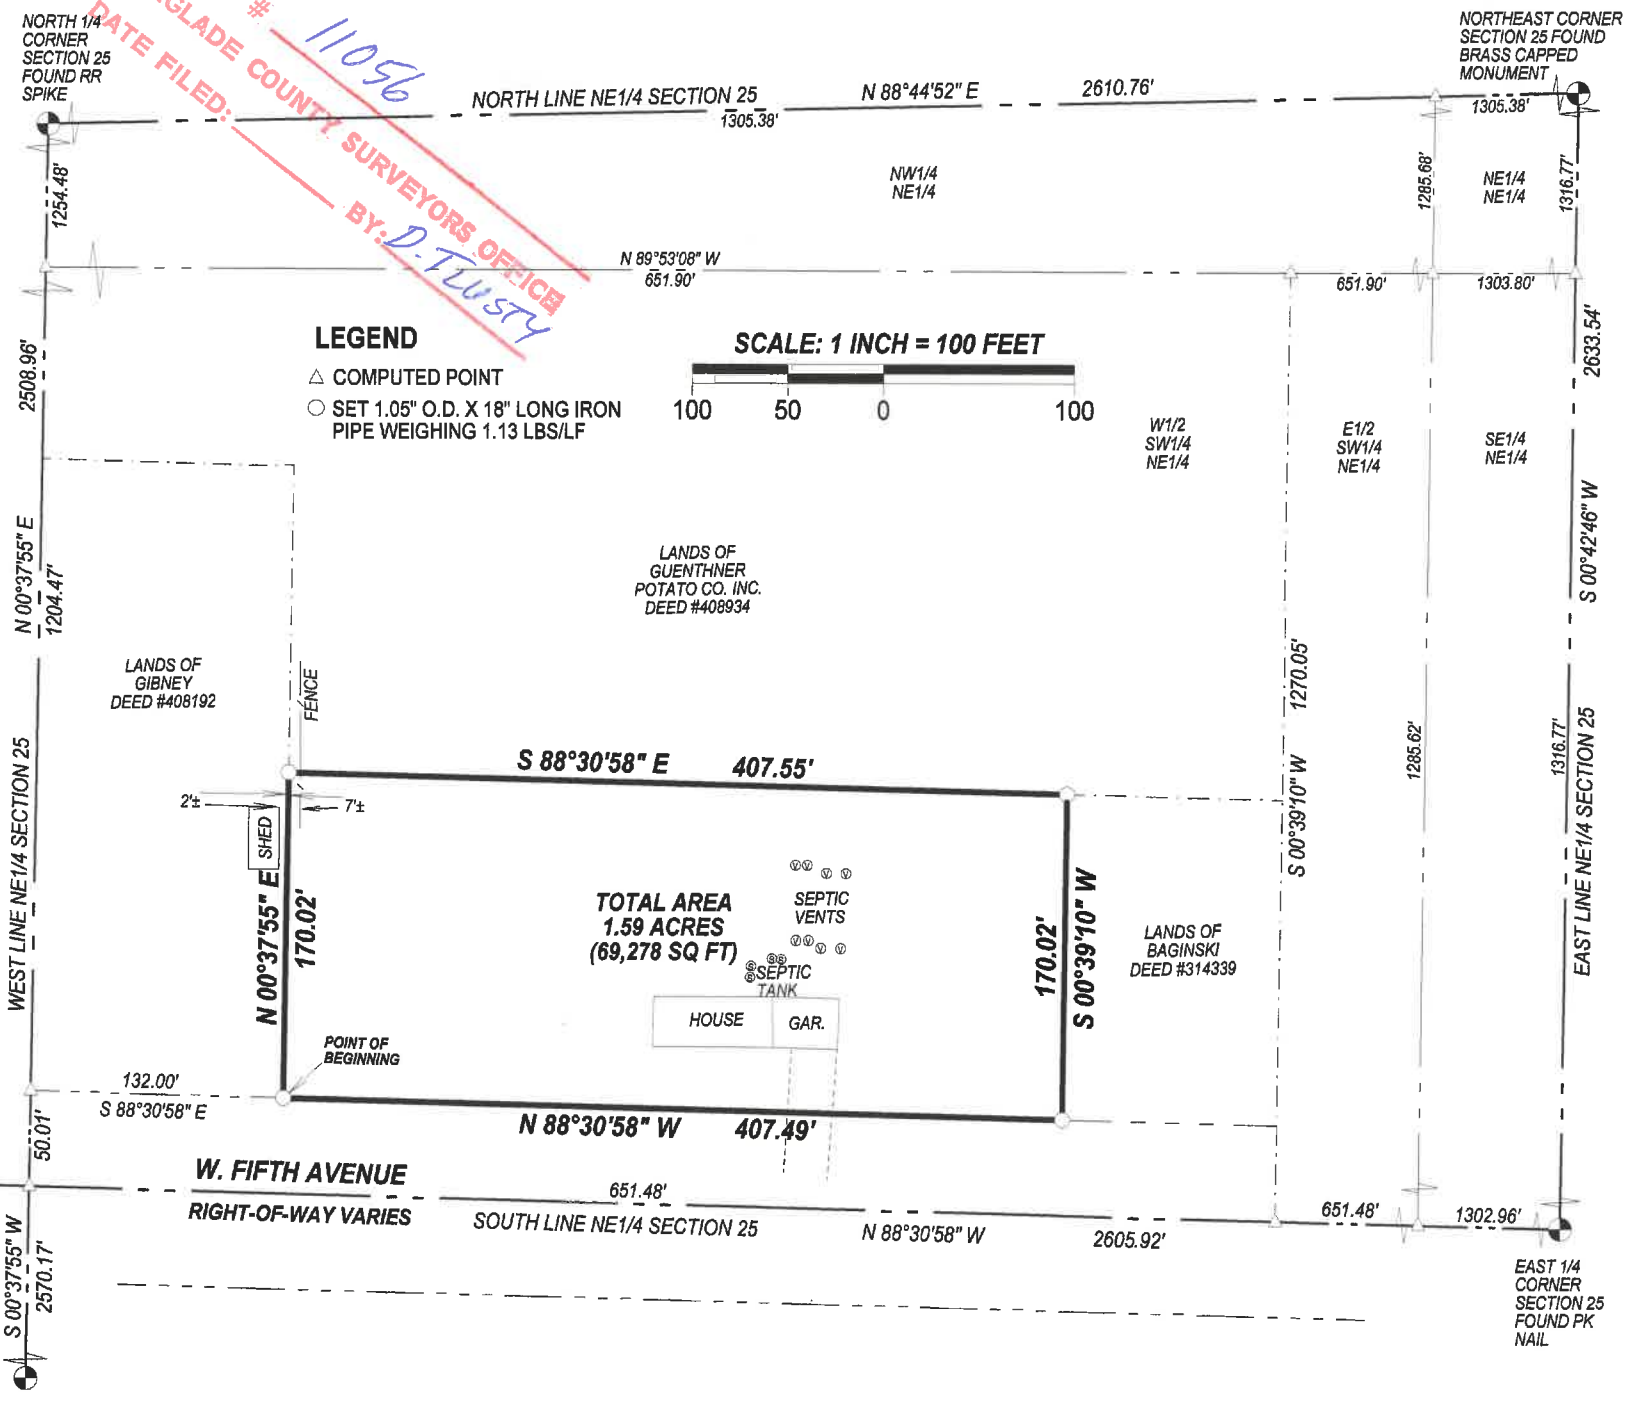 NORTH 1/4
CORNER
SECTION 25
FOUND RR
SPIKE
#
11056
GLADE COUNTY SURVEYORS OFFICE
DATE FILED:
BY: D. TLUSTY
NORTH LINE NE1/4 SECTION 25
1305.38'
N 88°44'52" E
2610.76'
NORTHEAST CORNER
SECTION 25 FOUND
BRASS CAPPED
MONUMENT
1305.38'
1254.48'
NW1/4
NE1/4
1285.68'
NE1/4
NE1/4
1316.77'
N 89°53'08" W
651.90'
651.90'
1303.80'
LEGEND
△ COMPUTED POINT
○ SET 1.05" O.D. X 18" LONG IRON
PIPE WEIGHING 1.13 LBS/LF
SCALE: 1 INCH = 100 FEET
100 50 0 100
2508.96'
2633.54'
W1/2
SW1/4
NE1/4
E1/2
SW1/4
NE1/4
SE1/4
NE1/4
N 00°37'55" E
1204.47'
S 00°42'46" W
LANDS OF
GUENTHNER
POTATO CO. INC.
DEED #408934
LANDS OF
GIBNEY
DEED #408192
FENCE
1270.05'
S 00°39'10" W
1285.62'
1316.77'
WEST LINE NE1/4 SECTION 25
EAST LINE NE1/4 SECTION 25
S 88°30'58" E 407.55'
2'±
7'±
SHED
N 00°37'55" E
170.02'
TOTAL AREA
1.59 ACRES
(69,278 SQ FT)
V V V V
SEPTIC
VENTS
V V V V
S S S S
SEPTIC
TANK
HOUSE
GAR.
170.02'
S 00°39'10" W
LANDS OF
BAGINSKI
DEED #314339
POINT OF
BEGINNING
132.00'
S 88°30'58" E
50.01'
N 88°30'58" W 407.49'
W. FIFTH AVENUE
RIGHT-OF-WAY VARIES
651.48'
SOUTH LINE NE1/4 SECTION 25
N 88°30'58" W
2605.92'
651.48'
1302.96'
S 00°37'55" W
2570.17'
EAST 1/4
CORNER
SECTION 25
FOUND PK
NAIL